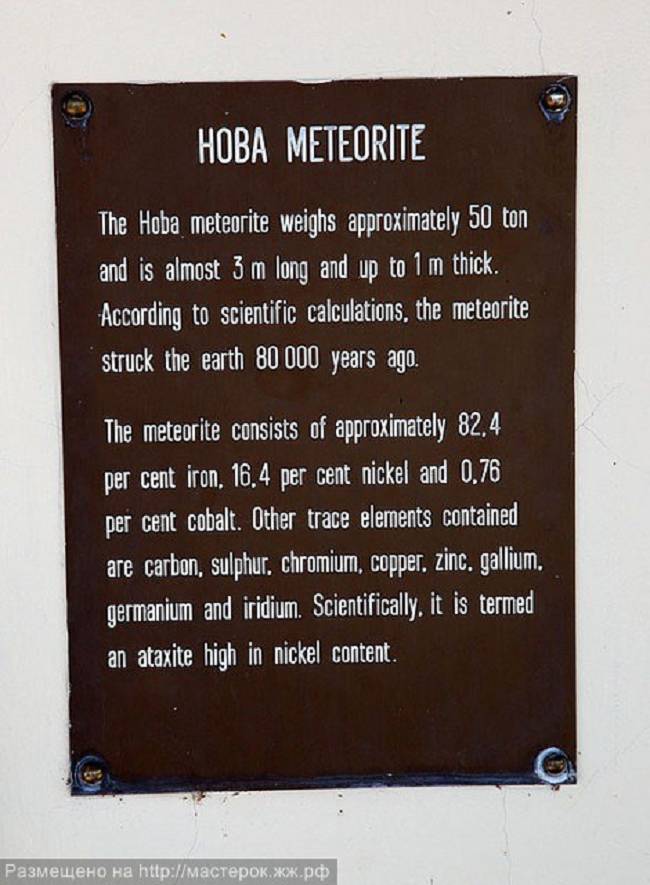 HOBA METEORITE
The Hoba meteorite weighs approximately 50 ton
and is almost 3 m long and up to 1 m thick.
According to scientific calculations, the meteorite
struck the earth 80 000 years ago.
The meteorite consists of approximately 82,4
per cent iron, 16,4 per cent nickel and 0,76
per cent cobalt. Other trace elements contained
are carbon, sulphur, chromium, copper, zinc, gallium,
germanium and iridium. Scientifically, it is termed
an ataxite high in nickel content.
Размещено на http://мастерок.жж.рф